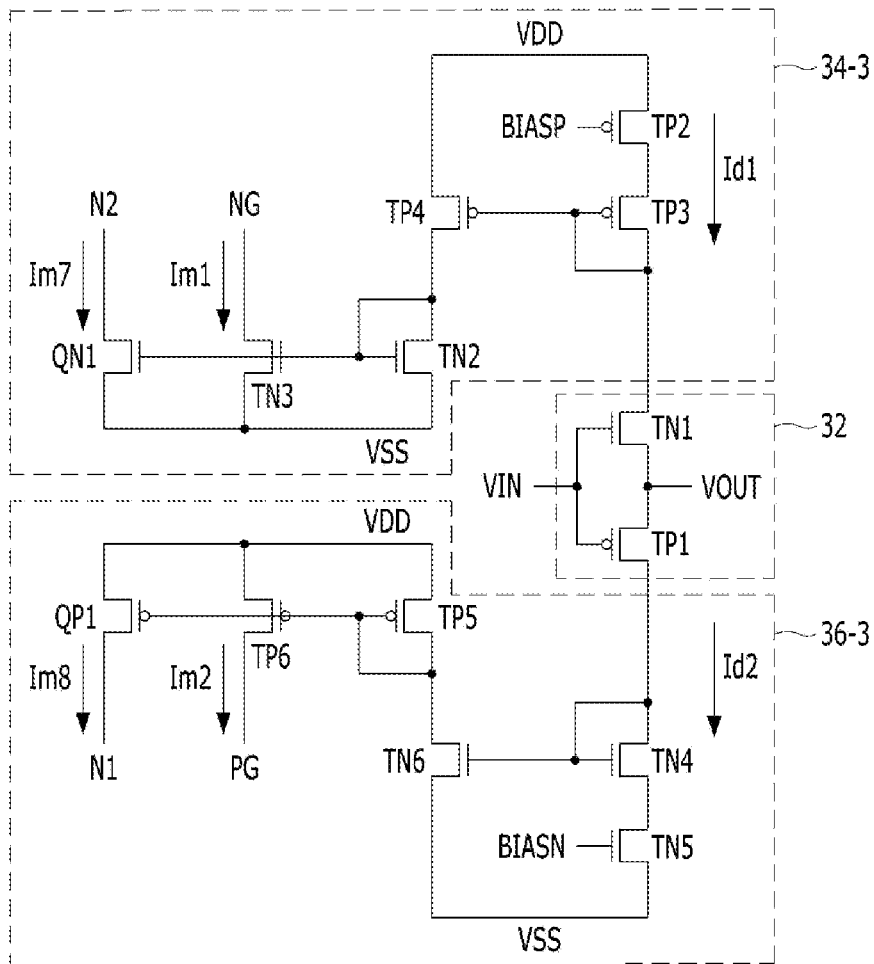 VDD
34-3
BIASP
TP2
Id1
N2
NG
TP4
TP3
Im7
Im1
QN1
TN3
TN2
VSS
TN1
32
VIN
VOUT
TP1
VDD
QP1
TP6
TP5
36-3
Im8
Im2
Id2
N1
PG
TN6
TN4
BIASN
TN5
VSS